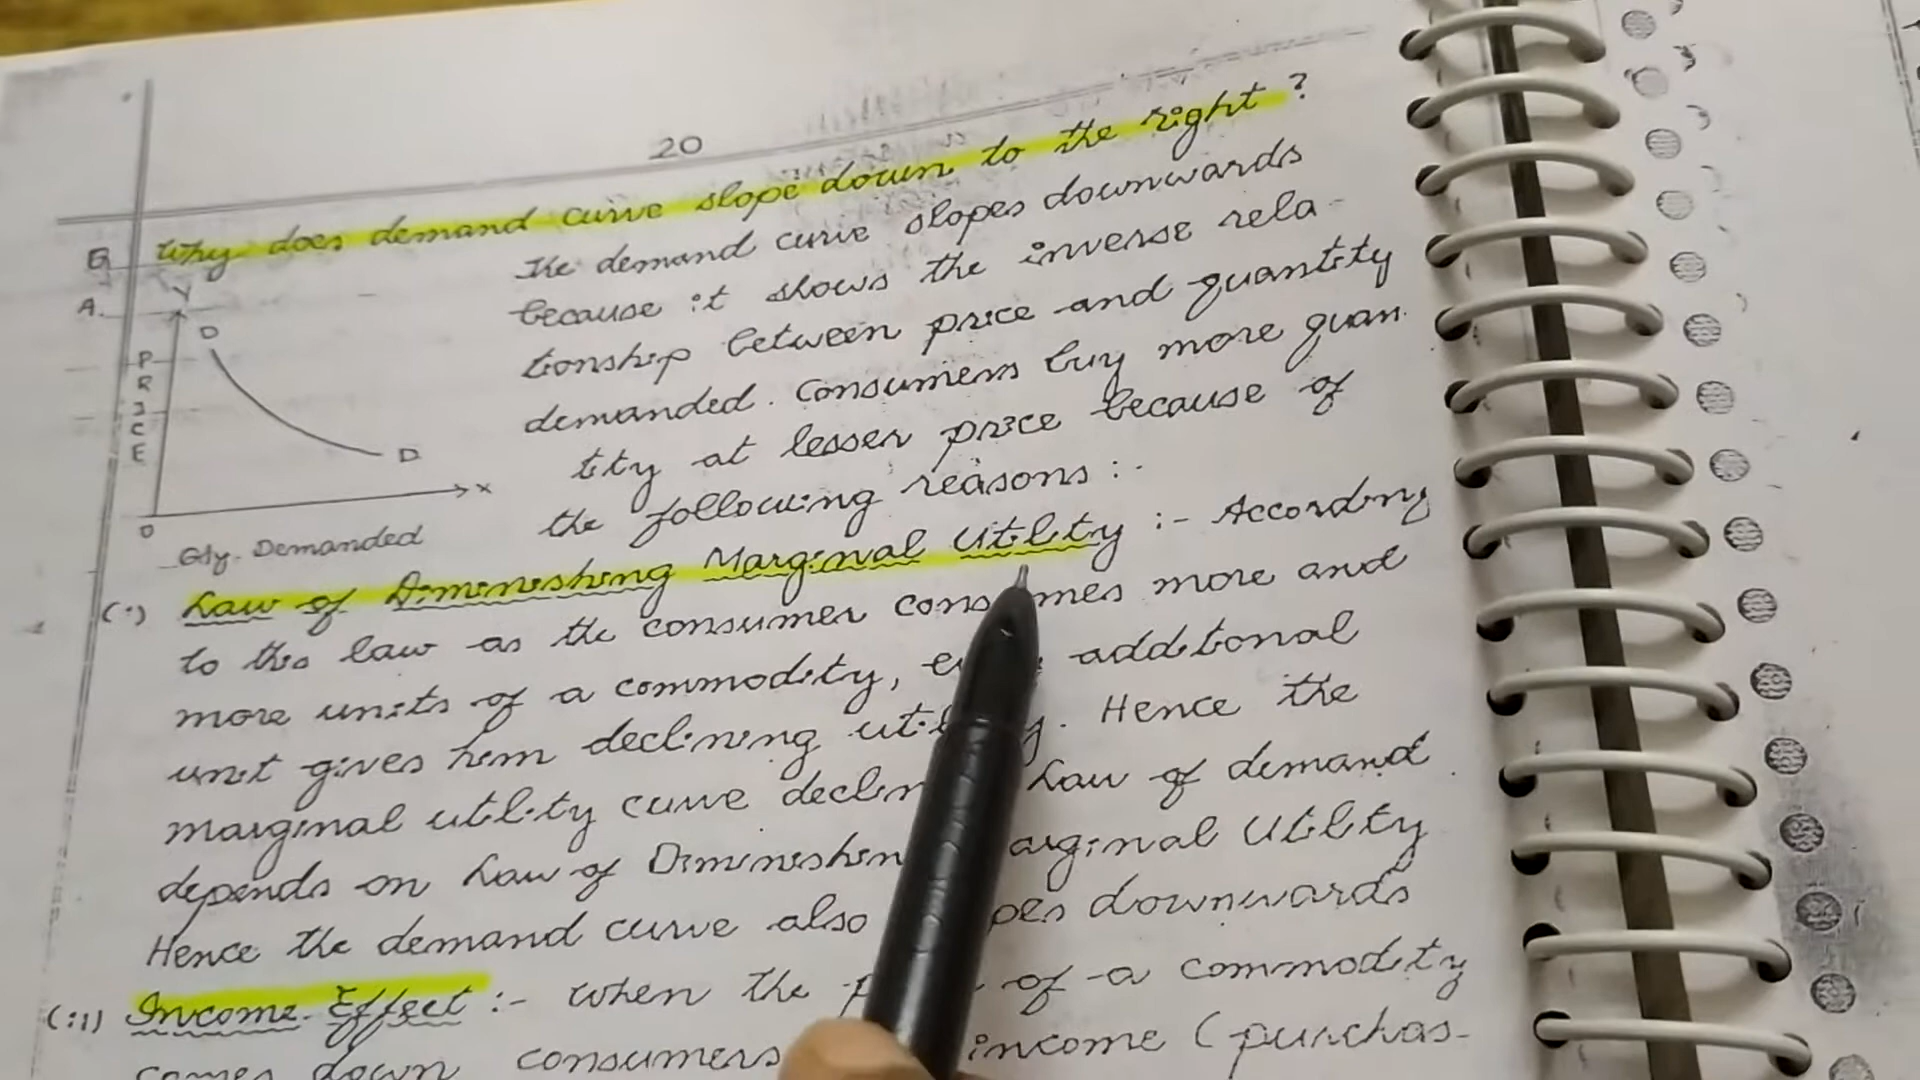 20
Q Why does demand curve slope down to the right ?
A. The demand curve slopes downwards
because it shows the inverse rela-
tionship between price and quantity
demanded. Consumers buy more quan-
tity at lesser price because of
the following reasons :-
Y
D
PRICE
D
X
O
Qty. Demanded
(i) Law of Diminishing Marginal Utility :- According
to this law as the consumer consumes more and
more units of a commodity, additional
unit gives him declining utility. Hence the
marginal utility curve Law of demand
depends on Law of Marginal Utility
Hence the demand curve also downwards
(ii) Income Effect :- When the of a commodity
comes down consumers income (purchas-